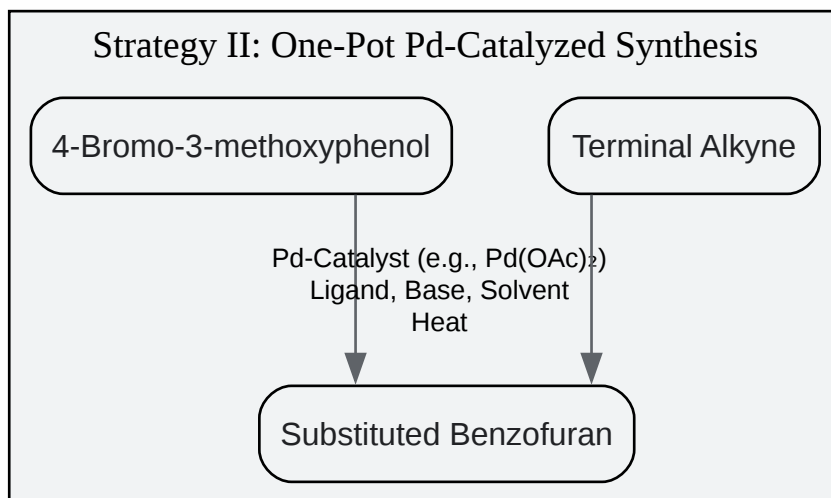 Strategy II: One-Pot Pd-Catalyzed Synthesis
4-Bromo-3-methoxyphenol
Terminal Alkyne
Pd-Catalyst (e.g., Pd(OAc)₂)
Ligand, Base, Solvent
Heat
Substituted Benzofuran